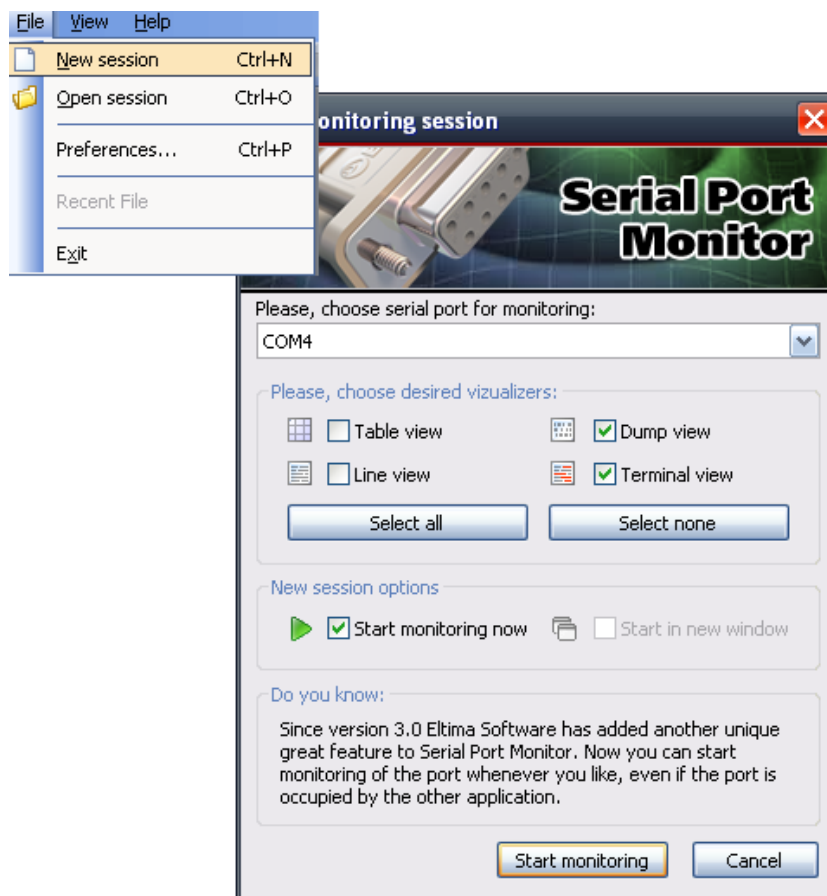 File View Help
New session Ctrl+N
Open session Ctrl+O
Preferences... Ctrl+P
Recent File
Exit
onitoring session
Serial Port
Monitor
Please, choose serial port for monitoring:
COM4
Please, choose desired vizualizers:
Table view Dump view
Line view Terminal view
Select all Select none
New session options
Start monitoring now Start in new window
Do you know:
Since version 3.0 Eltima Software has added another unique
great feature to Serial Port Monitor. Now you can start
monitoring of the port whenever you like, even if the port is
occupied by the other application.
Start monitoring Cancel